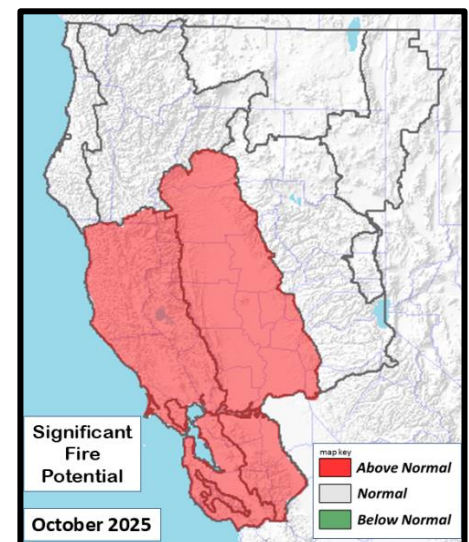 Significant
Fire
Potential
October 2025
map key
Above Normal
Normal
Below Normal